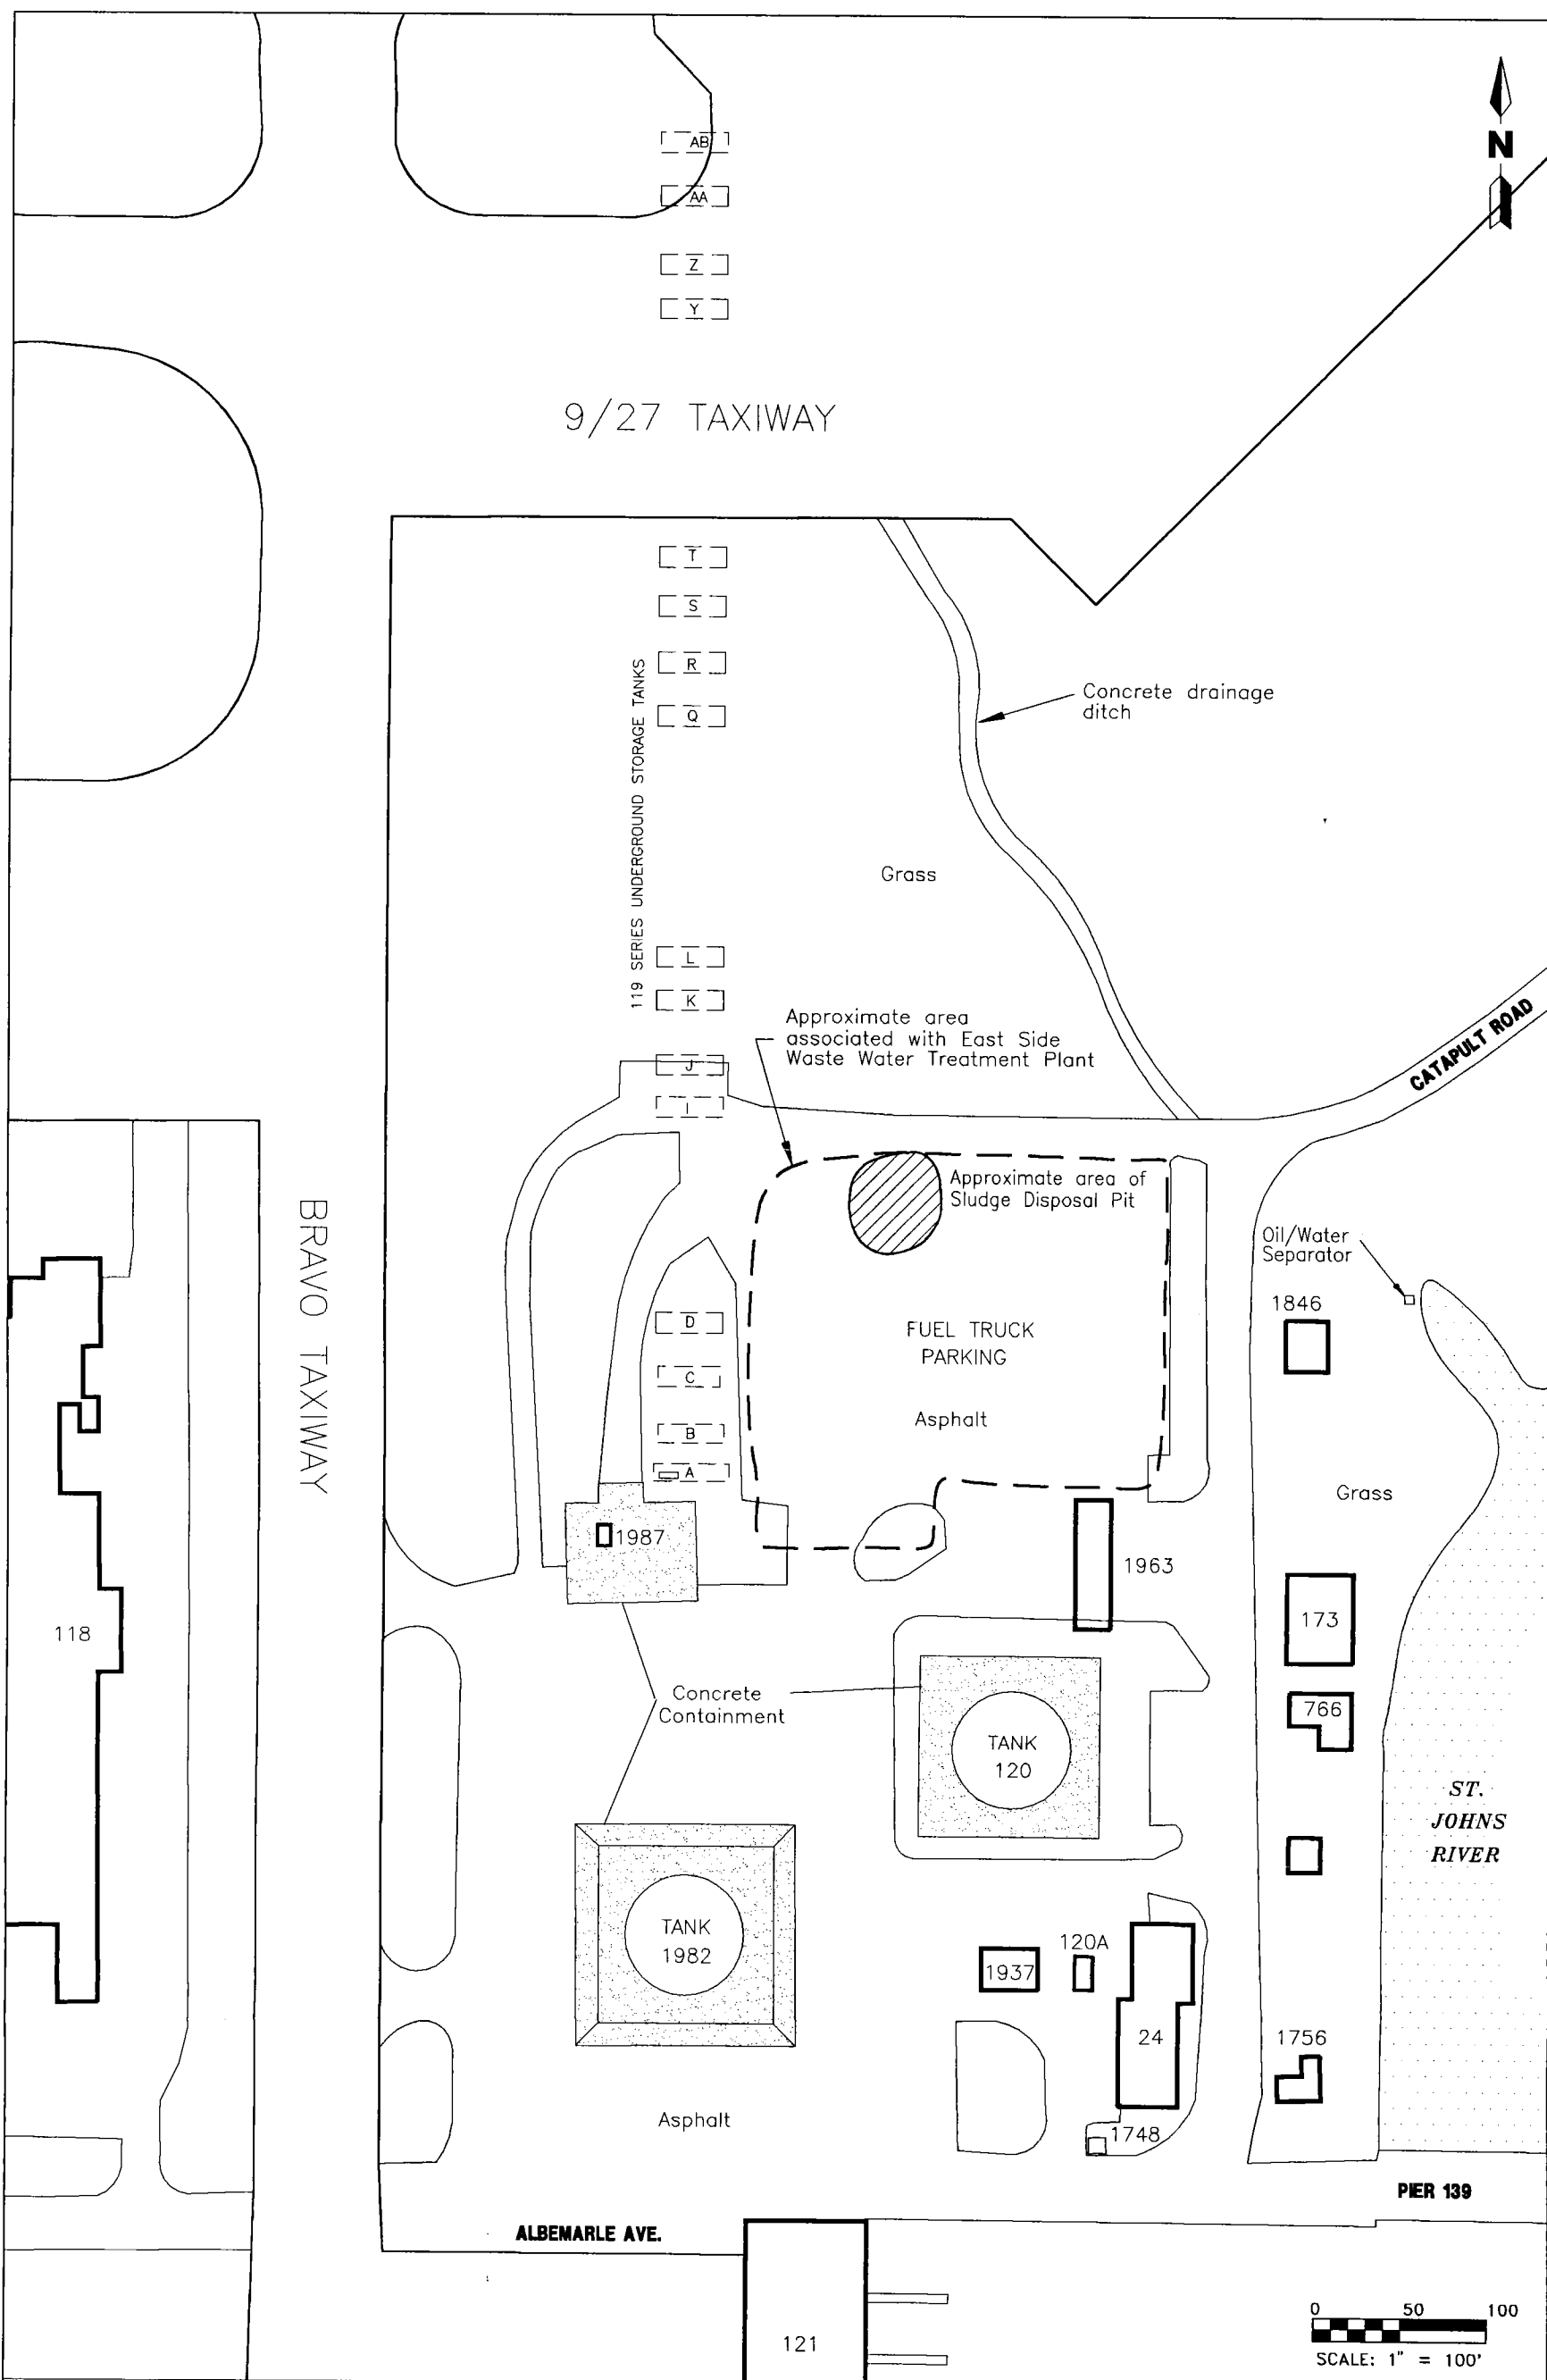 AB
N
AA
Z
Y
9/27 TAXIWAY
T
S
R
Q
119 SERIES UNDERGROUND STORAGE TANKS
Concrete drainage
ditch
Grass
L
K
J
I
Approximate area
associated with East Side
Waste Water Treatment Plant
CATAPULT ROAD
Approximate area of
Sludge Disposal Pit
BRAVO TAXIWAY
Oil/Water
Separator
1846
D
C
B
A
FUEL TRUCK
PARKING
Asphalt
Grass
1987
1963
118
173
Concrete
Containment
766
TANK
120
ST.
JOHNS
RIVER
TANK
1982
1937
120A
24
1756
Asphalt
1748
PIER 139
ALBEMARLE AVE.
121
0 50 100
SCALE: 1" = 100'